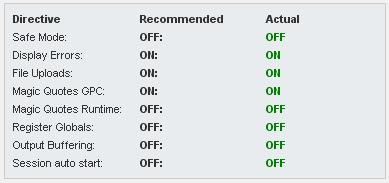 Directive Recommended Actual
Safe Mode: OFF: OFF
Display Errors: ON: ON
File Uploads: ON: ON
Magic Quotes GPC: ON: ON
Magic Quotes Runtime: OFF: OFF
Register Globals: OFF: OFF
Output Buffering: OFF: OFF
Session auto start: OFF: OFF